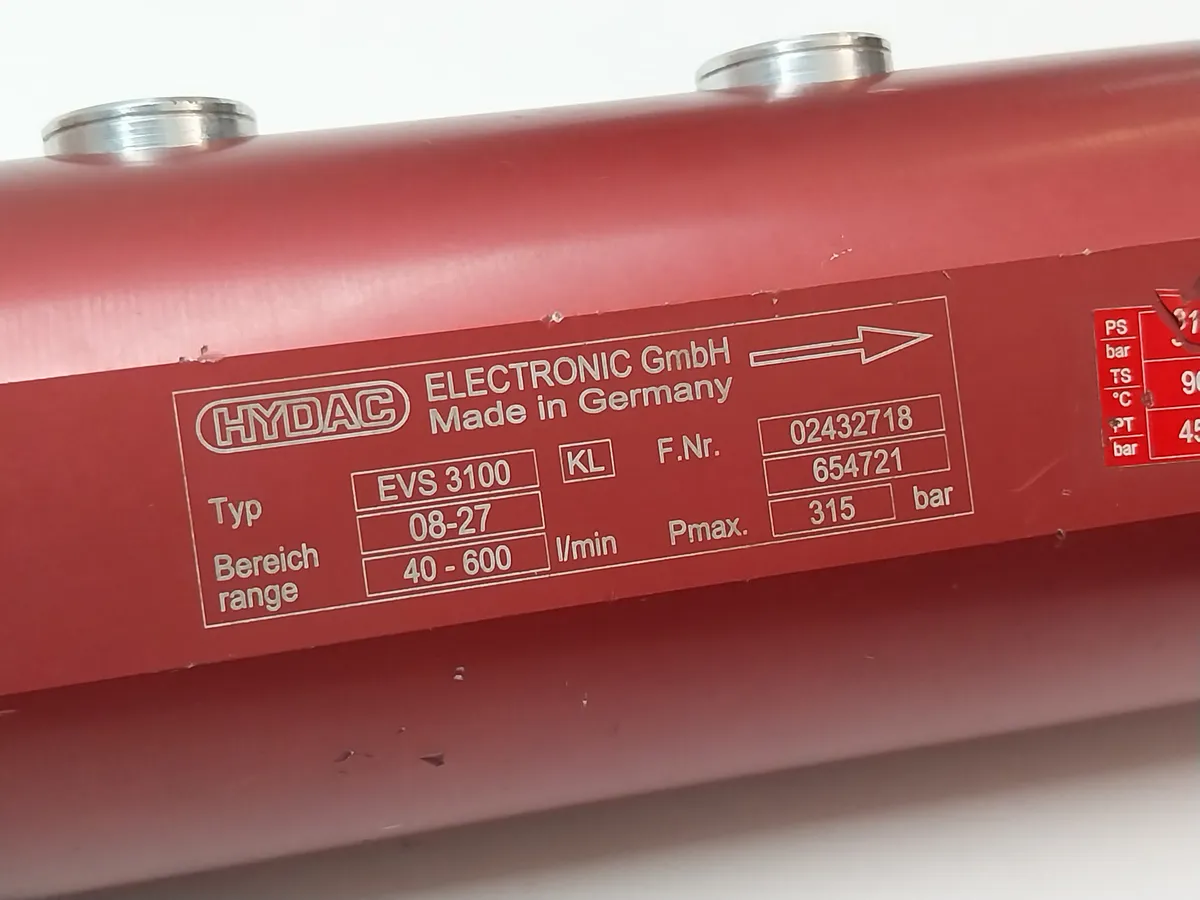 HYDAC ELECTRONIC GmbH
Made in Germany
Typ EVS 3100 KL F.Nr. 02432718
08-27 654721
Bereich
range 40 - 600 l/min Pmax. 315 bar
PS
bar
TS
°C
PT
bar